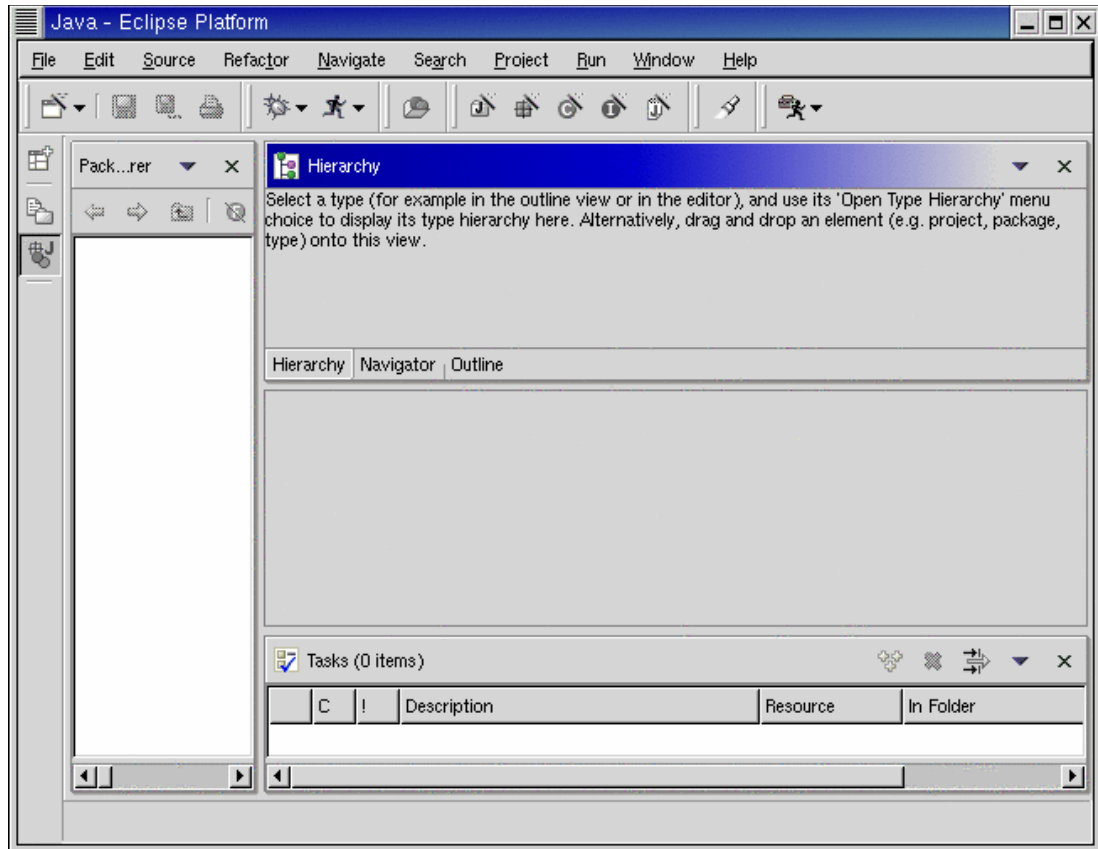 Java - Eclipse Platform
File Edit Source Refactor Navigate Search Project Run Window Help
Pack...rer
Hierarchy
Select a type (for example in the outline view or in the editor), and use its 'Open Type Hierarchy' menu
choice to display its type hierarchy here. Alternatively, drag and drop an element (e.g. project, package,
type) onto this view.
Hierarchy Navigator Outline
Tasks (0 items)
C ! Description Resource In Folder